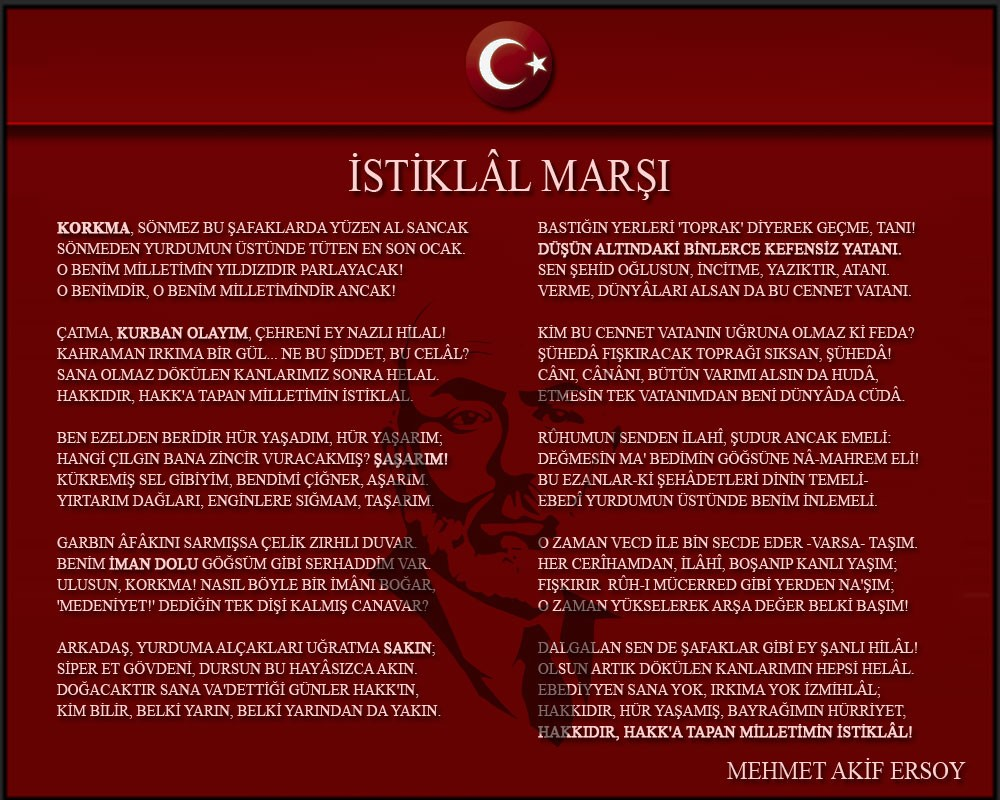 İSTİKLÂL MARŞI
KORKMA, SÖNMEZ BU ŞAFAKLARDA YÜZEN AL SANCAK
SÖNMEDEN YURDUMUN ÜSTÜNDE TÜTEN EN SON OCAK.
O BENİM MİLLETİMİN YILDIZIDIR PARLAYACAK!
O BENİMDİR, O BENİM MİLLETİMİNDİR ANCAK!
ÇATMA, KURBAN OLAYIM, ÇEHRENİ EY NAZLI HİLAL!
KAHRAMAN IRKIMA BİR GÜL... NE BU ŞİDDET, BU CELÂL?
SANA OLMAZ DÖKÜLEN KANLARIMIZ SONRA HELAL.
HAKKIDIR, HAKK'A TAPAN MİLLETİMİN İSTİKLAL.
BEN EZELDEN BERİDİR HÜR YAŞADIM, HÜR YAŞARIM;
HANGİ ÇILGIN BANA ZİNCİR VURACAKMIŞ? ŞAŞARIM!
KÜKREMİŞ SEL GİBİYİM, BENDİMİ ÇİĞNER, AŞARIM.
YIRTARIM DAĞLARI, ENGİNLERE SIĞMAM, TAŞARIM.
GARBIN ÂFÂKINI SARMIŞSA ÇELİK ZIRHLI DUVAR.
BENİM İMAN DOLU GÖĞSÜM GİBİ SERHADDİM VAR.
ULUSUN, KORKMA! NASIL BÖYLE BİR İMÂNI BOĞAR,
'MEDENİYET!' DEDİĞİN TEK DİŞİ KALMIŞ CANAVAR?
ARKADAŞ, YURDUMA ALÇAKLARI UĞRATMA SAKIN;
SİPER ET GÖVDENİ, DURSUN BU HAYÂSIZCA AKIN.
DOĞACAKTIR SANA VA'DETTİĞİ GÜNLER HAKK'IN,
KİM BİLİR, BELKİ YARIN, BELKİ YARINDAN DA YAKIN.
BASTIĞIN YERLERİ 'TOPRAK' DİYEREK GEÇME, TANI!
DÜŞÜN ALTINDAKİ BİNLERCE KEFENSİZ YATANI.
SEN ŞEHİD OĞLUSUN, İNCİTME, YAZIKTIR, ATANI.
VERME, DÜNYÂLARI ALSAN DA BU CENNET VATANI.
KİM BU CENNET VATANIN UĞRUNA OLMAZ Kİ FEDA?
ŞÜHEDÂ FIŞKIRACAK TOPRAĞI SIKSAN, ŞÜHEDÂ!
CÂNI, CÂNÂNI, BÜTÜN VARIMI ALSIN DA HUDÂ,
ETMESİN TEK VATANIMDAN BENİ DÜNYÂDA CÜDÂ.
RÛHUMUN SENDEN İLAHÎ, ŞUDUR ANCAK EMELİ:
DEĞMESİN MA' BEDİMİN GÖĞSÜNE NÂ-MAHREM ELİ!
BU EZANLAR-Kİ ŞEHÂDETLERİ DİNİN TEMELİ-
EBEDÎ YURDUMUN ÜSTÜNDE BENİM İNLEMELİ.
O ZAMAN VECD İLE BİN SECDE EDER -VARSA- TAŞIM.
HER CERÎHAMDAN, İLÂHÎ, BOŞANIP KANLI YAŞIM;
FIŞKIRIR RÛH-I MÜCERRED GİBİ YERDEN NA'ŞIM;
O ZAMAN YÜKSELEREK ARŞA DEĞER BELKİ BAŞIM!
DALGALAN SEN DE ŞAFAKLAR GİBİ EY ŞANLI HİLÂL!
OLSUN ARTIK DÖKÜLEN KANLARIMIN HEPSİ HELÂL.
EBEDİYYEN SANA YOK, IRKIMA YOK İZMİHLÂL;
HAKKIDIR, HÜR YAŞAMIŞ, BAYRAĞIMIN HÜRRİYET,
HAKKIDIR, HAKK'A TAPAN MİLLETİMİN İSTİKLÂL!
MEHMET AKİF ERSOY